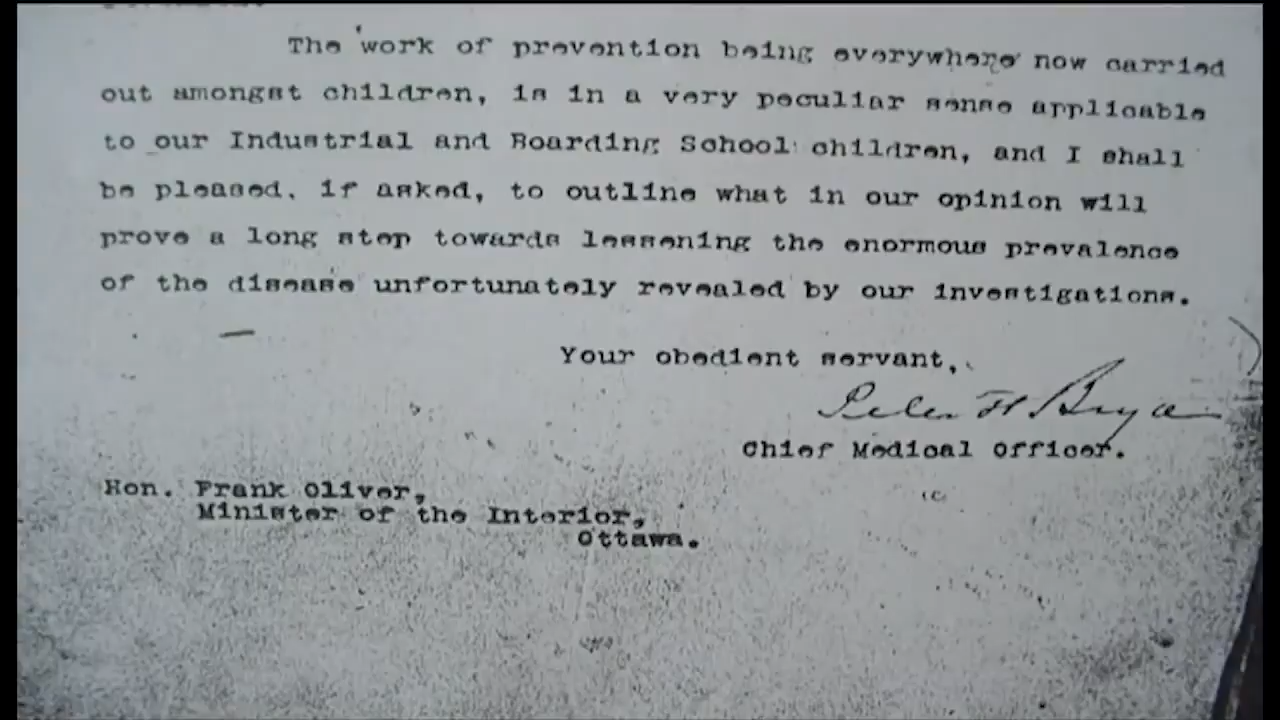 The work of prevention being everywhere now carried
out amongst children, is in a very peculiar sense applicable
to our Industrial and Boarding School children, and I shall
be pleased, if asked, to outline what in our opinion will
prove a long step towards lessening the enormous prevalence
of the disease unfortunately revealed by our investigations.
Your obedient servant,
Peter H Bryce
Chief Medical Officer.
Hon. Frank Oliver,
Minister of the Interior,
Ottawa.